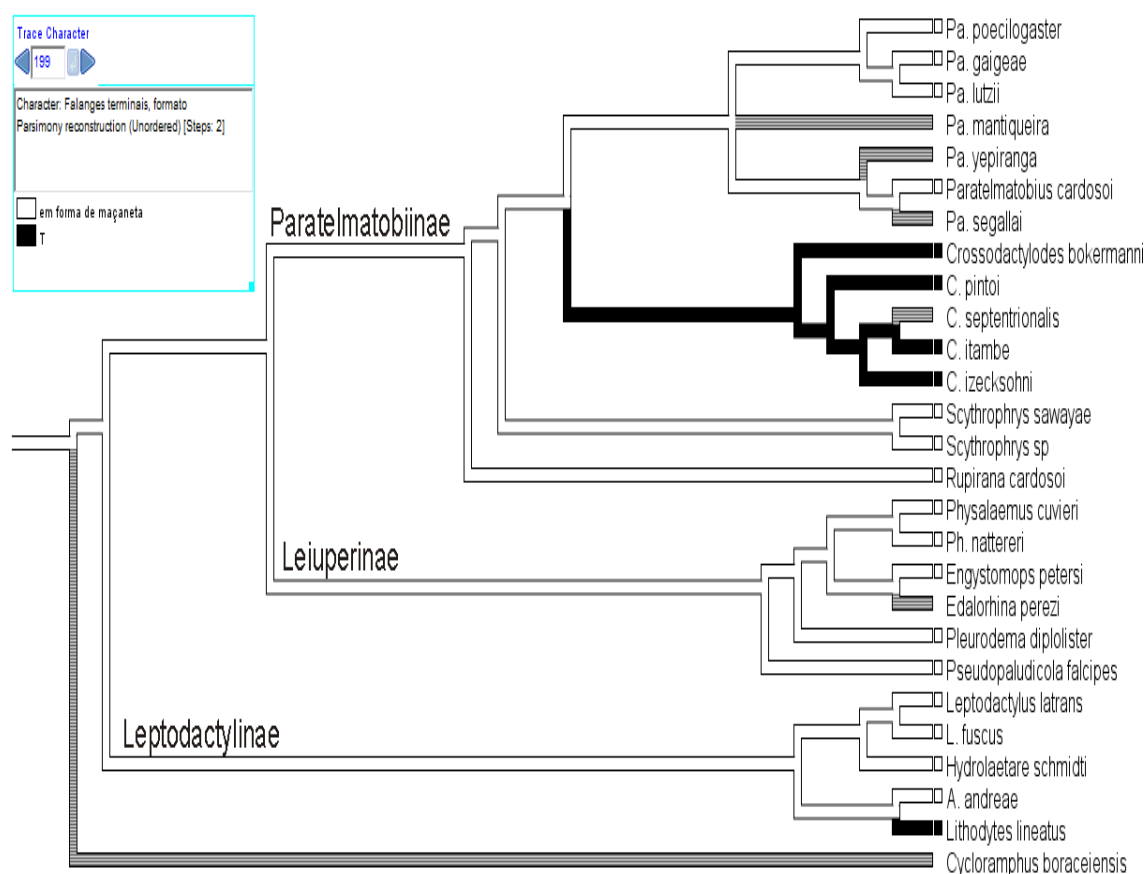 Trace Character
199
Character: Falanges terminais, formato
Parsimony reconstruction (Unordered) [Steps: 2]
em forma de maçaneta
T
Paratelmatobiinae
Leiuperinae
Leptodactylinae
Pa. poecilogaster
Pa. gaigeae
Pa. lutzii
Pa. mantiqueira
Pa. yepiranga
Paratelmatobius cardosoi
Pa. segallai
Crossodactylodes bokermanni
C. pintoi
C. septentrionalis
C. itambe
C. izecksohni
Scythrophrys sawayae
Scythrophrys sp
Rupirana cardosoi
Physalaemus cuvieri
Ph. nattereri
Engystomops petersi
Edalorhina perezi
Pleurodema diplolister
Pseudopaludicola falcipes
Leptodactylus latrans
L. fuscus
Hydrolaetare schmidti
A. andreae
Lithodytes lineatus
Cycloramphus boraceiensis